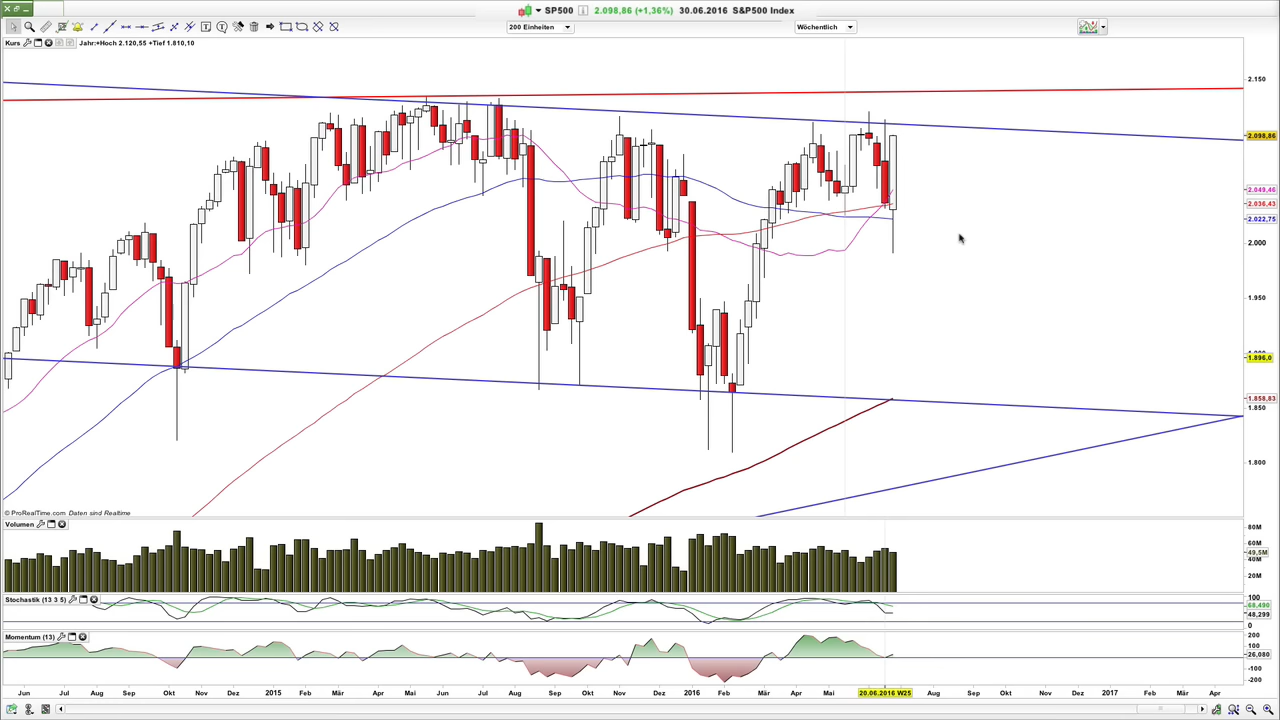 SP500 2.098,86 (+1,36%) 30.06.2016 S&P500 Index
200 Einheiten
Wöchentlich
Kurs Jahr:+Hoch 2.120,55 +Tief 1.810,10
2.150
2.098,86
2.049,46
2.036,43
2.022,75
2.000
1.950
1.896,0
1.858,83
1.850
1.800
© ProRealTime.com Daten sind Realtime
Volumen
80M
60M
49,5M
40M
20M
Stochastik (13 3 5)
100
68,490
48,299
0
Momentum (13)
200
100
26,080
-100
-200
Jun Jul Aug Sep Okt Nov Dez 2015 Feb Mär Apr Mai Jun Jul Aug Okt Nov Dez 2016 Feb Mär Apr Mai 20.06.2016 W25 Aug Sep Okt Nov Dez 2017 Feb Mär Apr